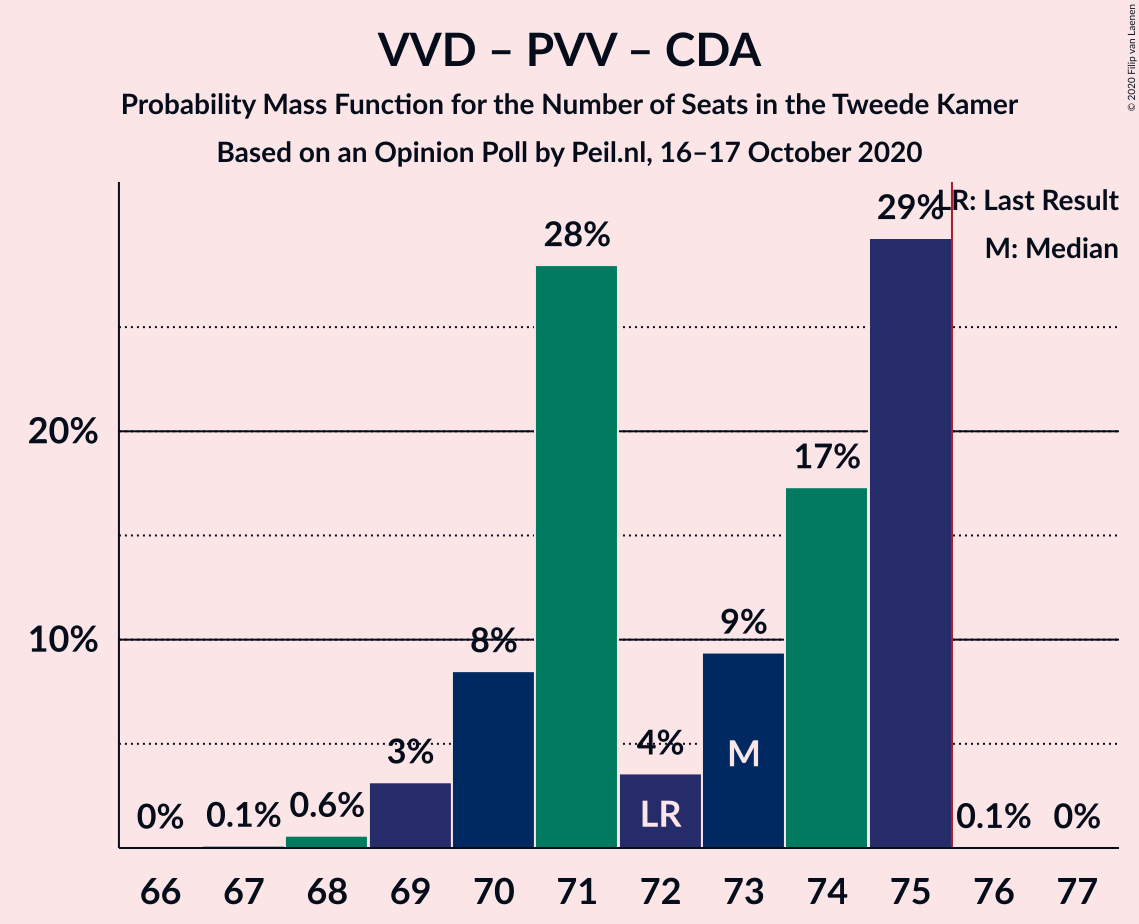 VVD – PVV – CDA
Probability Mass Function for the Number of Seats in the Tweede Kamer
Based on an Opinion Poll by Peil.nl, 16–17 October 2020
© 2020 Filip van Laenen
LR: Last Result
M: Median
20%
10%
0%
0.1%
0.6%
3%
8%
28%
4%
9%
17%
29%
0.1%
0%
LR
M
66 67 68 69 70 71 72 73 74 75 76 77